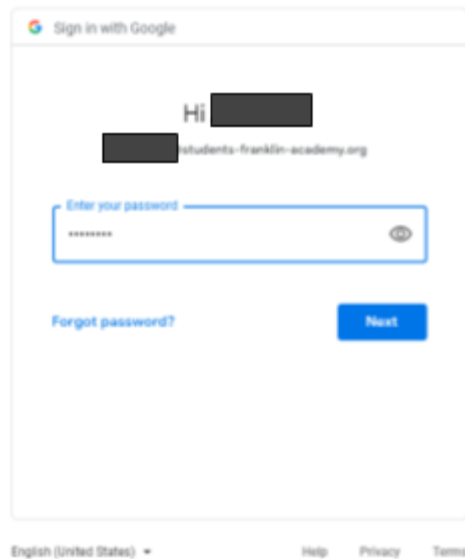 Sign in with Google
Hi
students-franklin-academy.org
Enter your password
••••••••
Forgot password?
Next
English (United States)
Help Privacy Terms